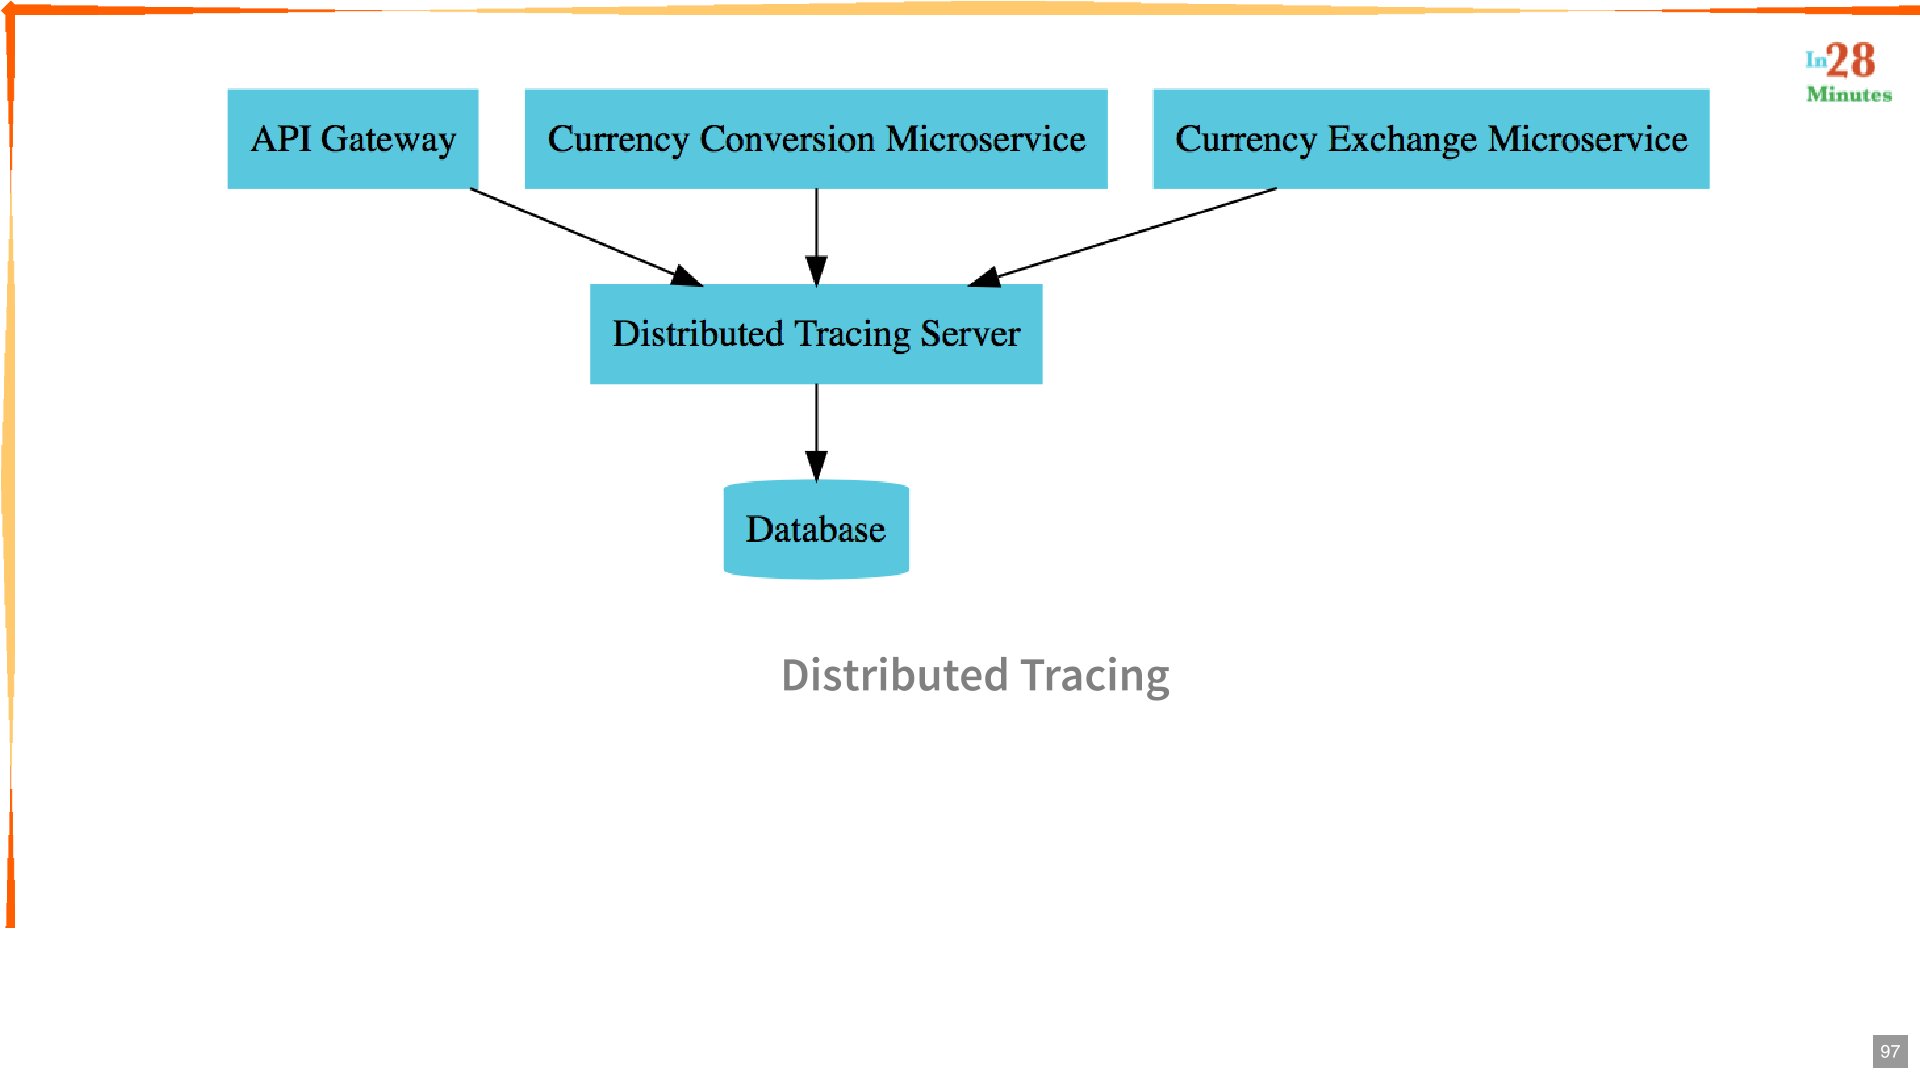 In28
Minutes
API Gateway
Currency Conversion Microservice
Currency Exchange Microservice
Distributed Tracing Server
Database
Distributed Tracing
97